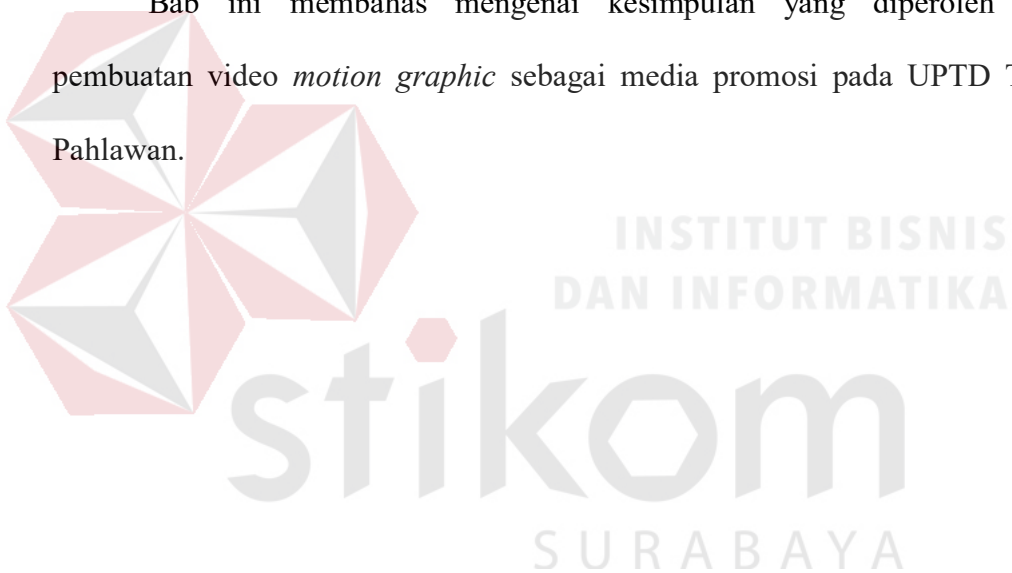 Bab ini membahas mengenai kesimpulan yang diperoleh
pembuatan video motion graphic sebagai media promosi pada UPTD
Pahlawan.
INSTITUT BISNIS
DAN INFORMATIKA
stikom
SURABAYA